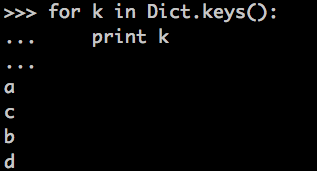 >>> for k in Dict.keys():
...     print k
...
a
c
b
d